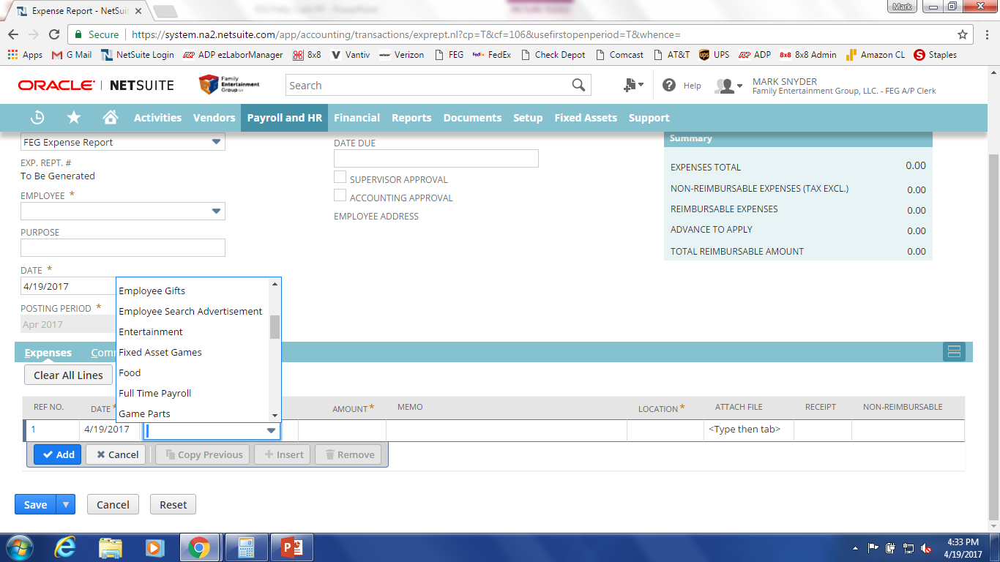 Expense Report - NetSui
Mark
Secure
https://system.na2.netsuite.com/app/accounting/transactions/exprept.nl?cp=T&cf=106&usefirstopenperiod=T&whence=
Apps G Mail NetSuite Login ADP ezLaborManager 8x8 Vantiv Verizon FEG FedEx Check Depot Comcast AT&T UPS ADP 8x8 Admin Amazon CL Staples
ORACLE | NETSUITE
Family
Entertainment
Group LLC
Search
Help
MARK SNYDER
Family Entertainment Group, LLC. - FEG A/P Clerk
Activities Vendors Payroll and HR Financial Reports Documents Setup Fixed Assets Support
FEG Expense Report
EXP. REPT. #
To Be Generated
EMPLOYEE *
PURPOSE
DATE *
4/19/2017
POSTING PERIOD *
Apr 2017
DATE DUE
SUPERVISOR APPROVAL
ACCOUNTING APPROVAL
EMPLOYEE ADDRESS
Summary
EXPENSES TOTAL 0.00
NON-REIMBURSABLE EXPENSES (TAX EXCL.) 0.00
REIMBURSABLE EXPENSES 0.00
ADVANCE TO APPLY 0.00
TOTAL REIMBURSABLE AMOUNT 0.00
Employee Gifts
Employee Search Advertisement
Entertainment
Fixed Asset Games
Food
Full Time Payroll
Game Parts
Expenses
Clear All Lines
REF NO. DATE * AMOUNT * MEMO LOCATION * ATTACH FILE RECEIPT NON-REIMBURSABLE
1 4/19/2017 <Type then tab>
Add Cancel Copy Previous Insert Remove
Save Cancel Reset
4:33 PM
4/19/2017